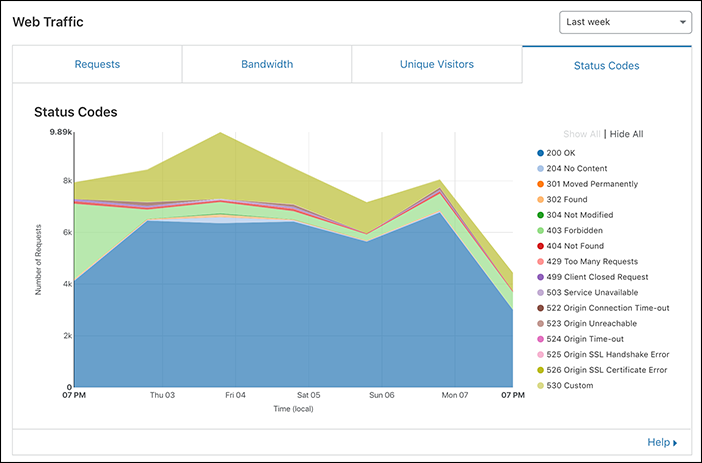 Web Traffic
Last week
Requests
Bandwidth
Unique Visitors
Status Codes
Status Codes
Show All | Hide All
9.89k
8k
6k
4k
2k
0
Number of Requests
07 PM
Thu 03
Fri 04
Sat 05
Sun 06
Mon 07
07 PM
Time (local)
200 OK
204 No Content
301 Moved Permanently
302 Found
304 Not Modified
403 Forbidden
404 Not Found
429 Too Many Requests
499 Client Closed Request
503 Service Unavailable
522 Origin Connection Time-out
523 Origin Unreachable
524 Origin Time-out
525 Origin SSL Handshake Error
526 Origin SSL Certificate Error
530 Custom
Help